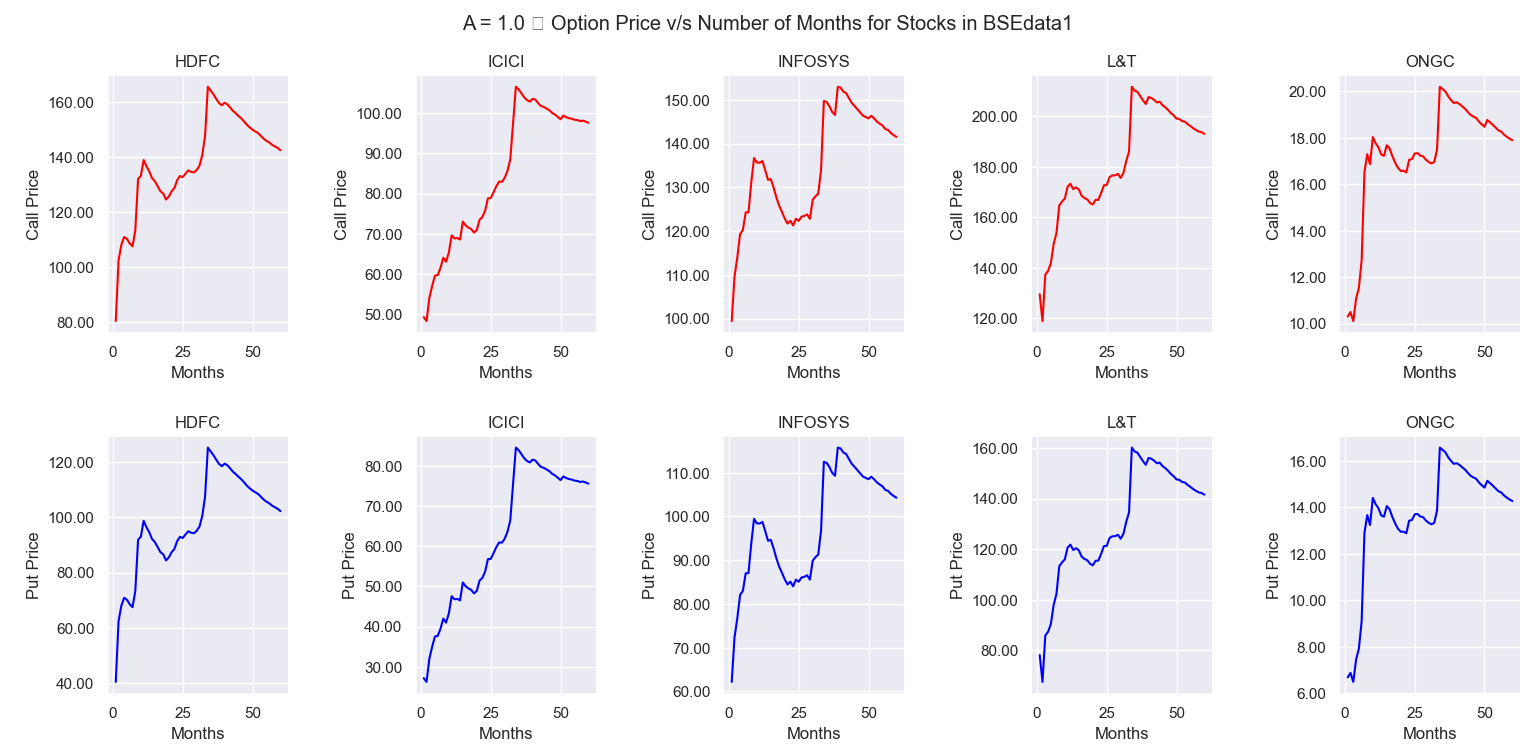 A = 1.0 Option Price v/s Number of Months for Stocks in BSEdata1
HDFC
ICICI
INFOSYS
L&T
ONGC
Call Price
160.00
140.00
120.00
100.00
80.00
0 25 50
Months
Call Price
100.00
90.00
80.00
70.00
60.00
50.00
0 25 50
Months
Call Price
150.00
140.00
130.00
120.00
110.00
100.00
0 25 50
Months
Call Price
200.00
180.00
160.00
140.00
120.00
0 25 50
Months
Call Price
20.00
18.00
16.00
14.00
12.00
10.00
0 25 50
Months
HDFC
ICICI
INFOSYS
L&T
ONGC
Put Price
120.00
100.00
80.00
60.00
40.00
0 25 50
Months
Put Price
80.00
70.00
60.00
50.00
40.00
30.00
0 25 50
Months
Put Price
110.00
100.00
90.00
80.00
70.00
60.00
0 25 50
Months
Put Price
160.00
140.00
120.00
100.00
80.00
0 25 50
Months
Put Price
16.00
14.00
12.00
10.00
8.00
6.00
0 25 50
Months